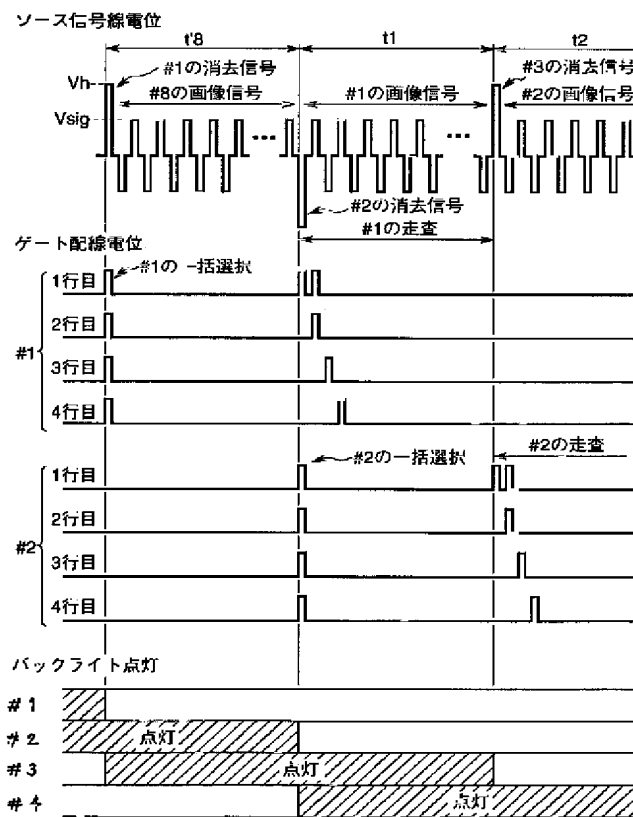 ソース信号線電位
t'8 t1 t2
Vh
#1の消去信号 #3の消去信号
#8の画像信号 #1の画像信号 #2の画像信号
Vsig
... ...
#2の消去信号
#1の走査
ゲート配線電位
#1の一括選択
#1
1行目
2行目
3行目
4行目
#2の一括選択 #2の走査
#2
1行目
2行目
3行目
4行目
バックライト点灯
#1
#2 点灯
#3 点灯
#4 点灯